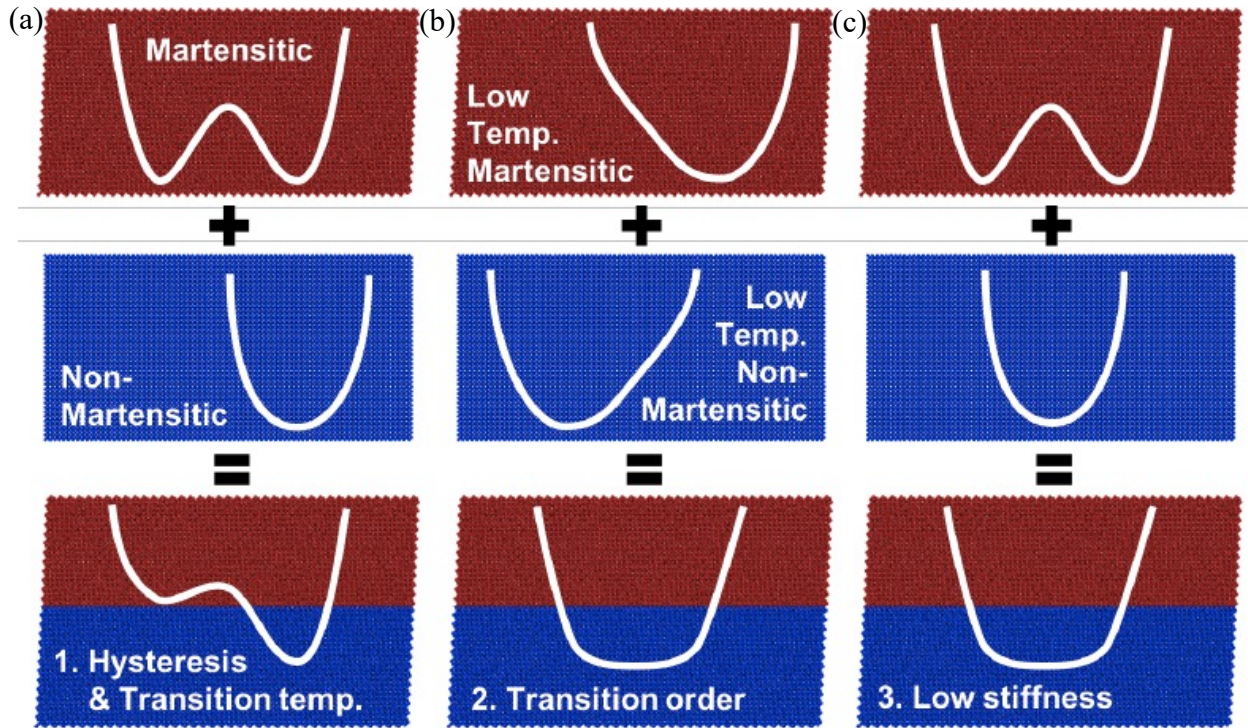 (a)
Martensitic
(b)
Low
Temp.
Martensitic
(c)
+
+
+
Non-
Martensitic
Low
Temp.
Non-
Martensitic
=
=
=
1. Hysteresis
& Transition temp.
2. Transition order
3. Low stiffness